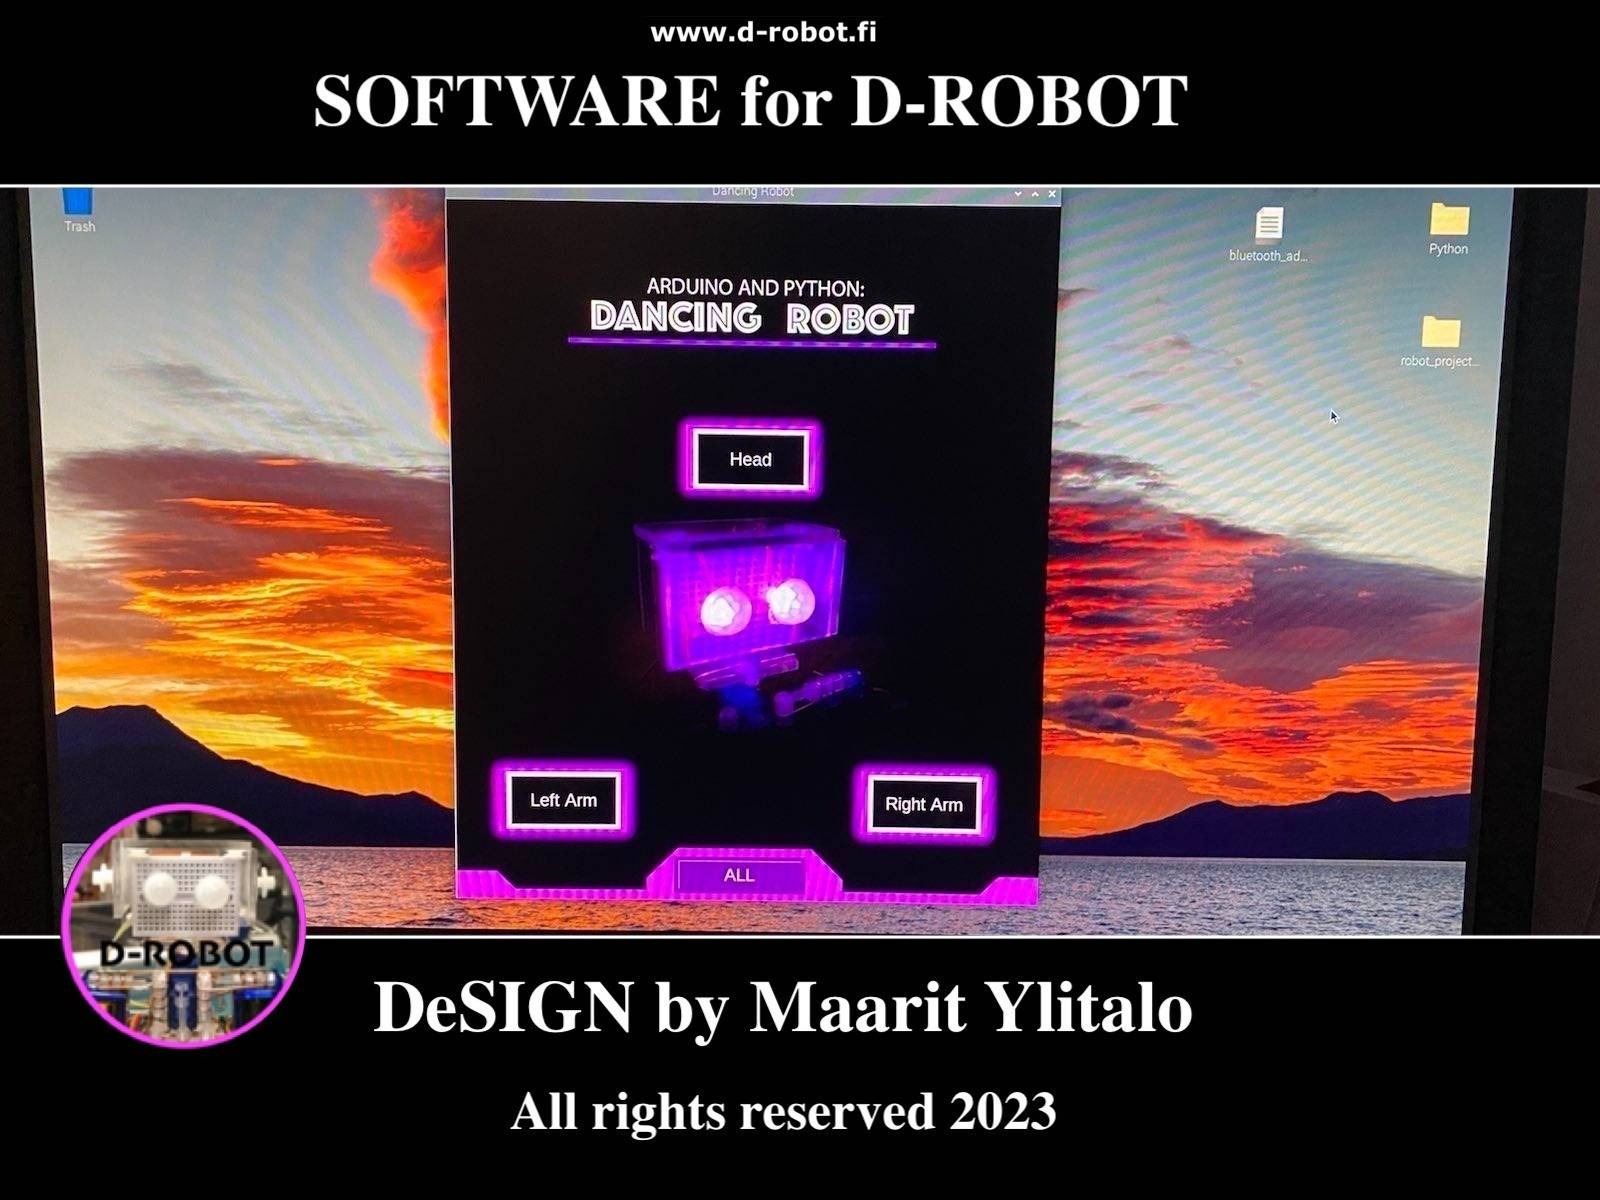 www.d-robot.fi
SOFTWARE for D-ROBOT
Dancing Robot
Trash
bluetooth_ad...
Python
robot_project...
ARDUINO AND PYTHON:
DANCING ROBOT
Head
Left Arm
Right Arm
ALL
D-ROBOT
DeSIGN by Maarit Ylitalo
All rights reserved 2023